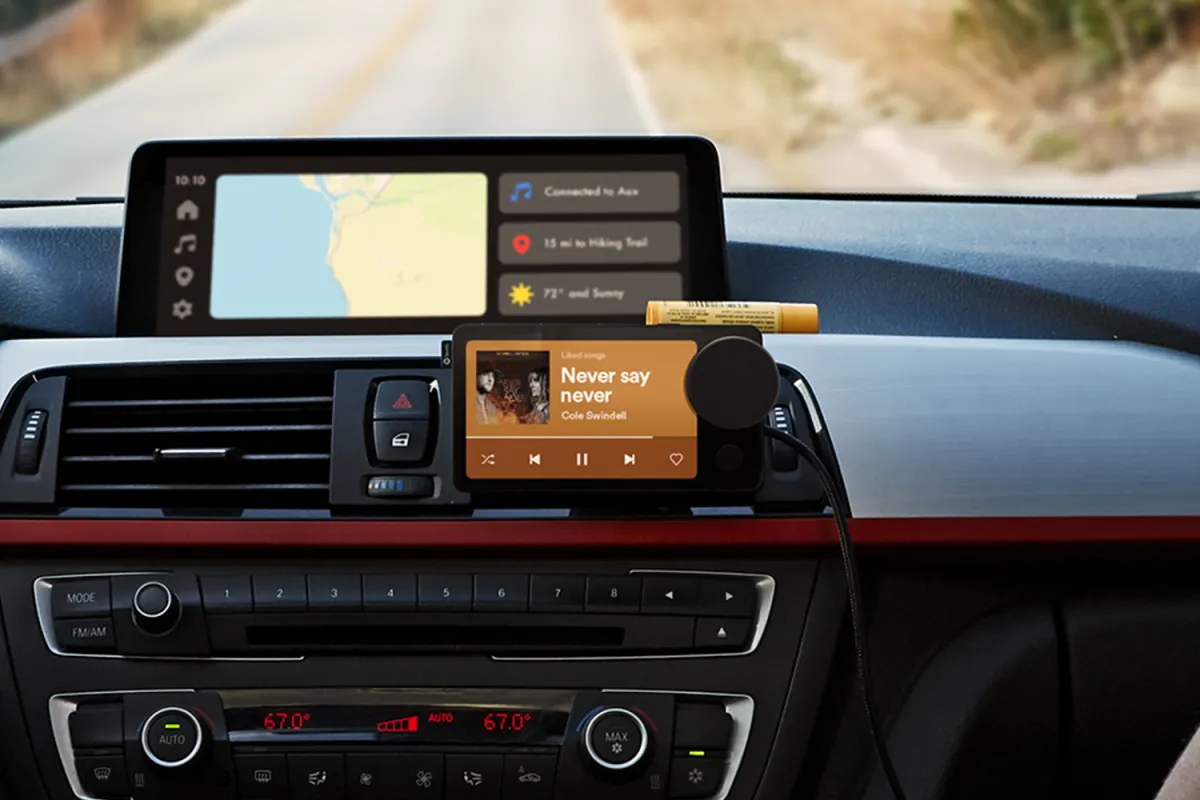 10:10
Connected to Aux
15 mi to Hiking Trail
72° and Sunny
Liked songs
Never say
never
Cole Swindell
MODE
1 2 3 4 5 6 7 8
FM/AM
67.0° AUTO 67.0°
AUTO
MAX